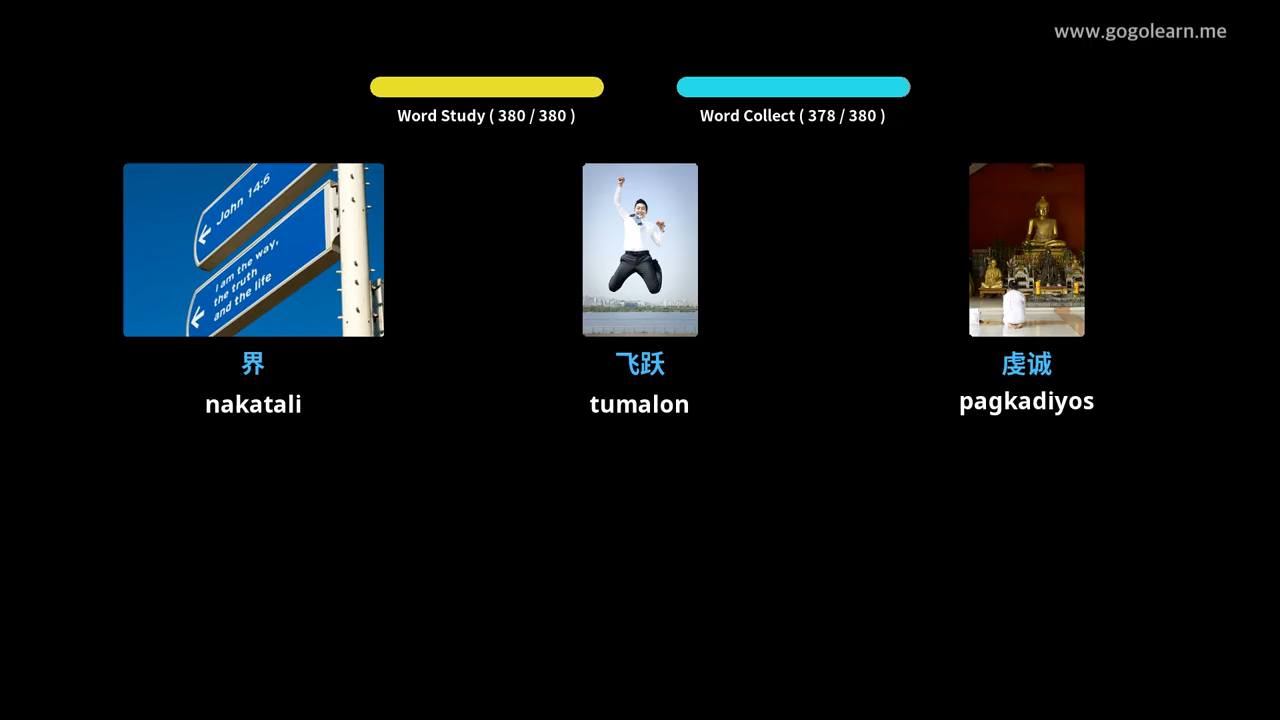 www.gogolearn.me
Word Study ( 380 / 380 )
Word Collect ( 378 / 380 )
John 14:6
I am the way,
the truth
and the life
界
nakatali
飞跃
tumalon
虔诚
pagkadiyos